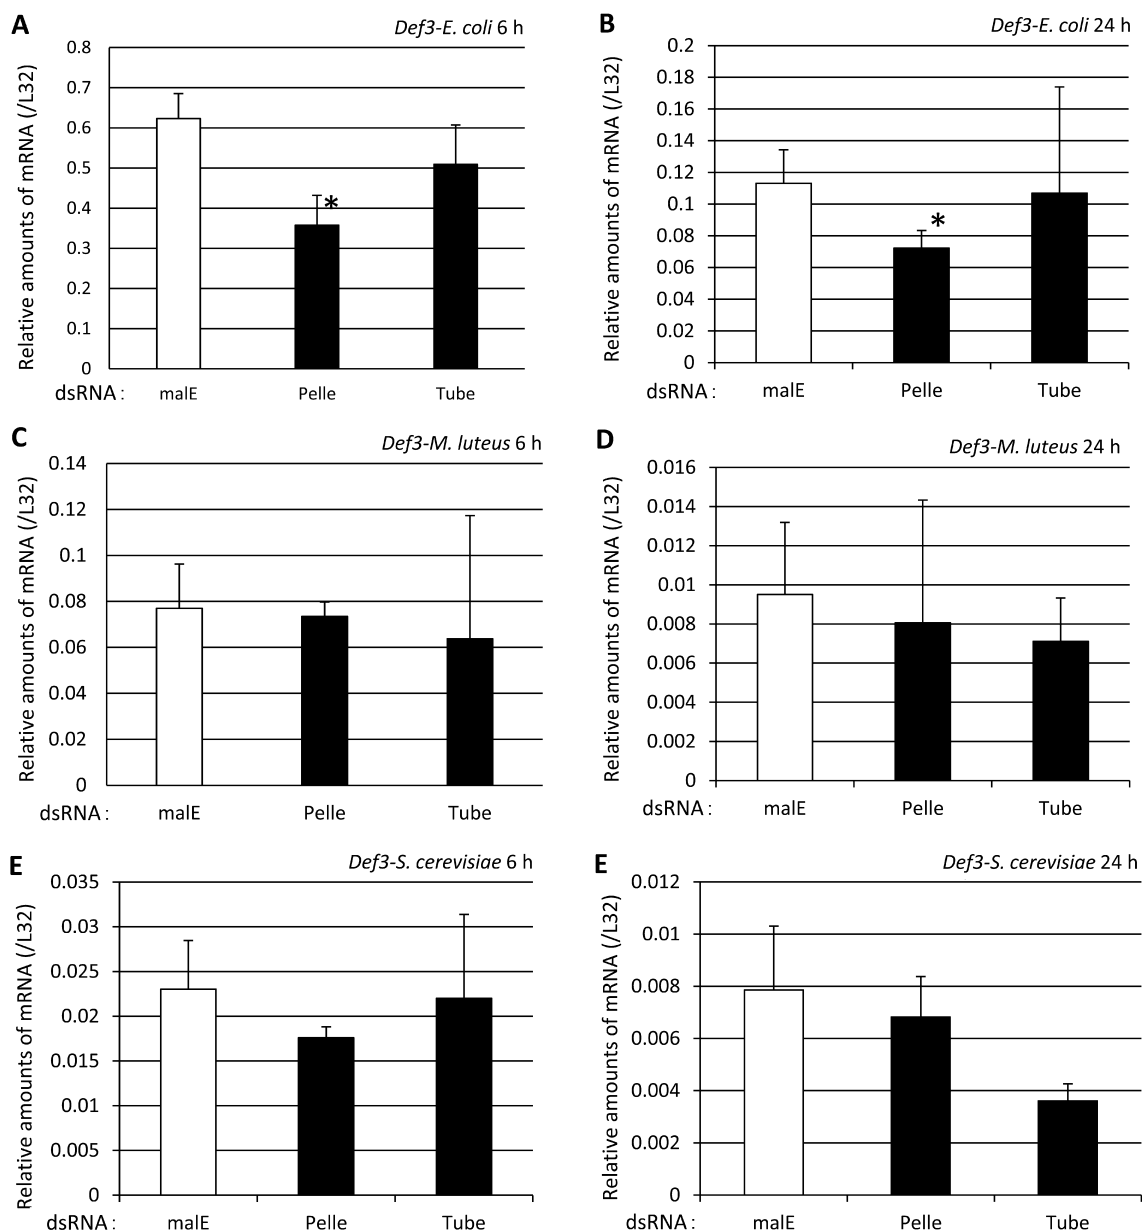 A
Def3-E. coli 6 h
Relative amounts of mRNA (/L32)
0.8
0.7
0.6
0.5
0.4
0.3
0.2
0.1
0
*
dsRNA : malE Pelle Tube
B
Def3-E. coli 24 h
Relative amounts of mRNA (/L32)
0.2
0.18
0.16
0.14
0.12
0.1
0.08
0.06
0.04
0.02
0
*
dsRNA : malE Pelle Tube
C
Def3-M. luteus 6 h
Relative amounts of mRNA (/L32)
0.14
0.12
0.1
0.08
0.06
0.04
0.02
0
dsRNA : malE Pelle Tube
D
Def3-M. luteus 24 h
Relative amounts of mRNA (/L32)
0.016
0.014
0.012
0.01
0.008
0.006
0.004
0.002
0
dsRNA : malE Pelle Tube
E
Def3-S. cerevisiae 6 h
Relative amounts of mRNA (/L32)
0.035
0.03
0.025
0.02
0.015
0.01
0.005
0
dsRNA : malE Pelle Tube
E
Def3-S. cerevisiae 24 h
Relative amounts of mRNA (/L32)
0.012
0.01
0.008
0.006
0.004
0.002
0
dsRNA : malE Pelle Tube